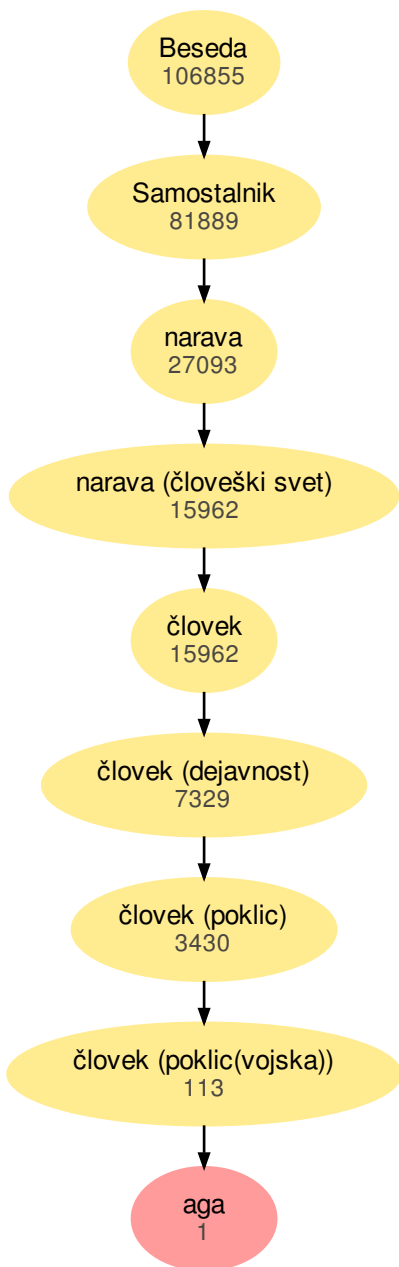 Beseda
106855
Samostalnik
81889
narava
27093
narava (človeški svet)
15962
človek
15962
človek (dejavnost)
7329
človek (poklic)
3430
človek (poklic(vojska))
113
aga
1